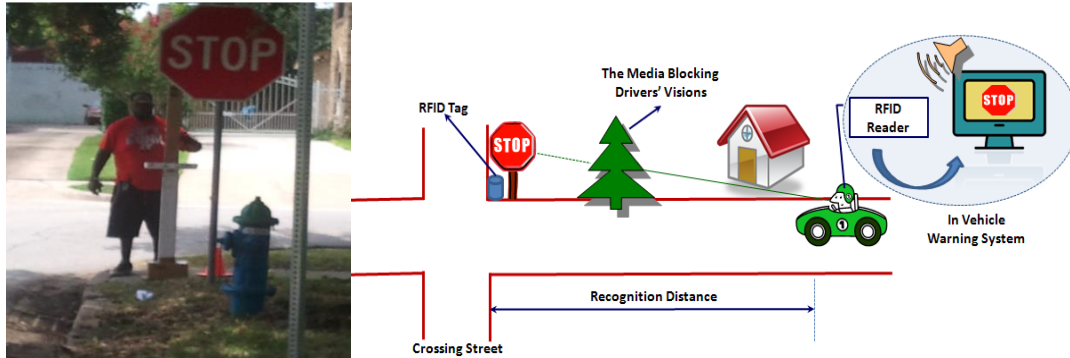 STOP
The Media Blocking
Drivers' Visions
RFID Tag
STOP
RFID
Reader
STOP
1
In Vehicle
Warning System
Recognition Distance
Crossing Street